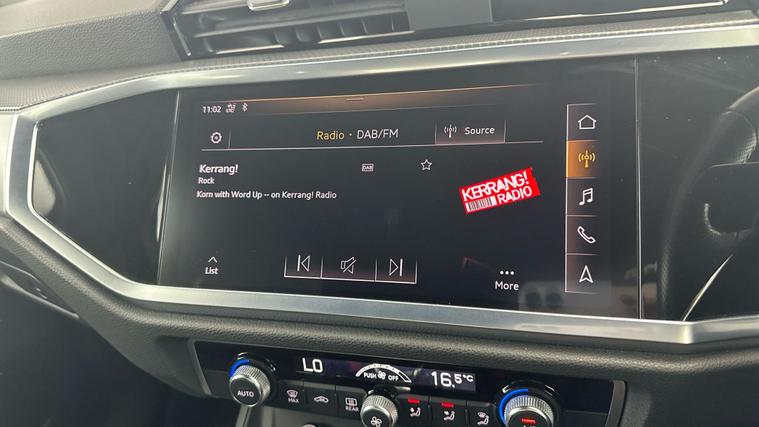 11:02 LTE
Radio • DAB/FM
Source
Kerrang!
DAB
Rock
Korn with Word Up -- on Kerrang! Radio
KERRANG!
RADIO
List
More
LO
PUSH OFF
16.5°C
AUTO
MAX
REAR